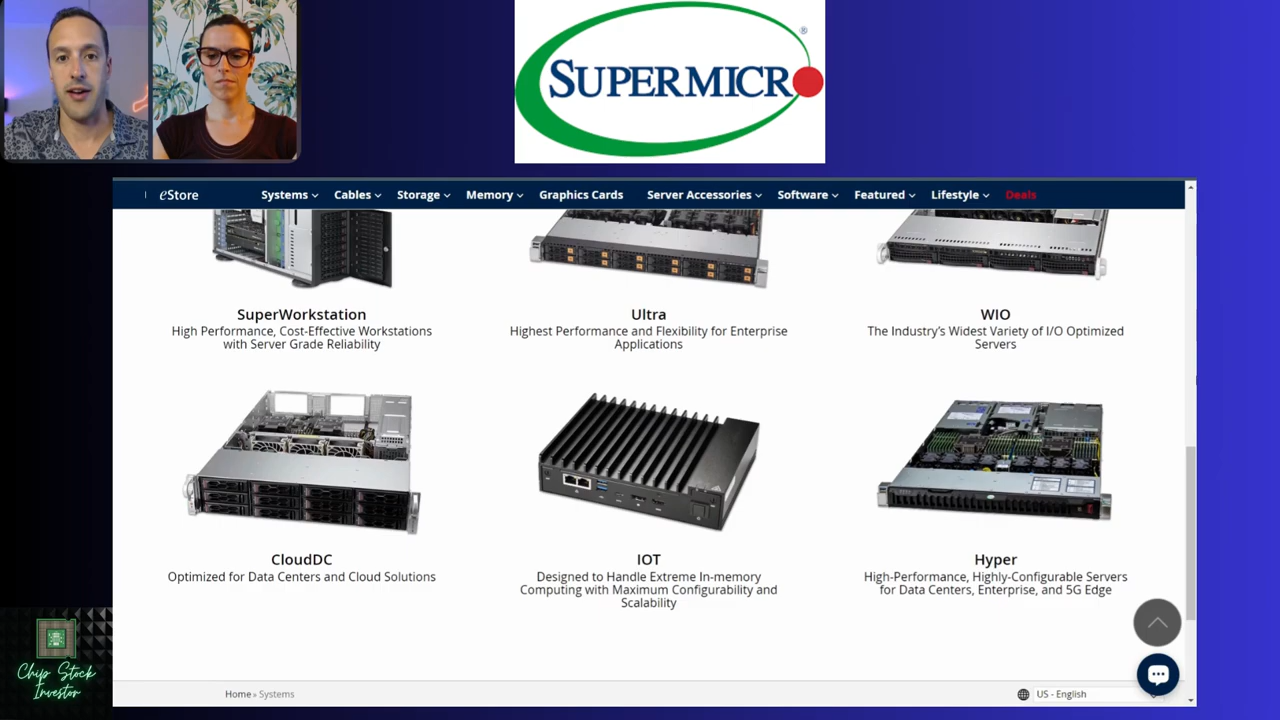 SUPERMICR
®
eStore
Systems
Cables
Storage
Memory
Graphics Cards
Server Accessories
Software
Featured
Lifestyle
Deals
SuperWorkstation
High Performance, Cost-Effective Workstations
with Server Grade Reliability
Ultra
Highest Performance and Flexibility for Enterprise
Applications
WIO
The Industry's Widest Variety of I/O Optimized
Servers
CloudDC
Optimized for Data Centers and Cloud Solutions
IOT
Designed to Handle Extreme In-memory
Computing with Maximum Configurability and
Scalability
Hyper
High-Performance, Highly-Configurable Servers
for Data Centers, Enterprise, and 5G Edge
Chip Stock
Investor
Home » Systems
US - English